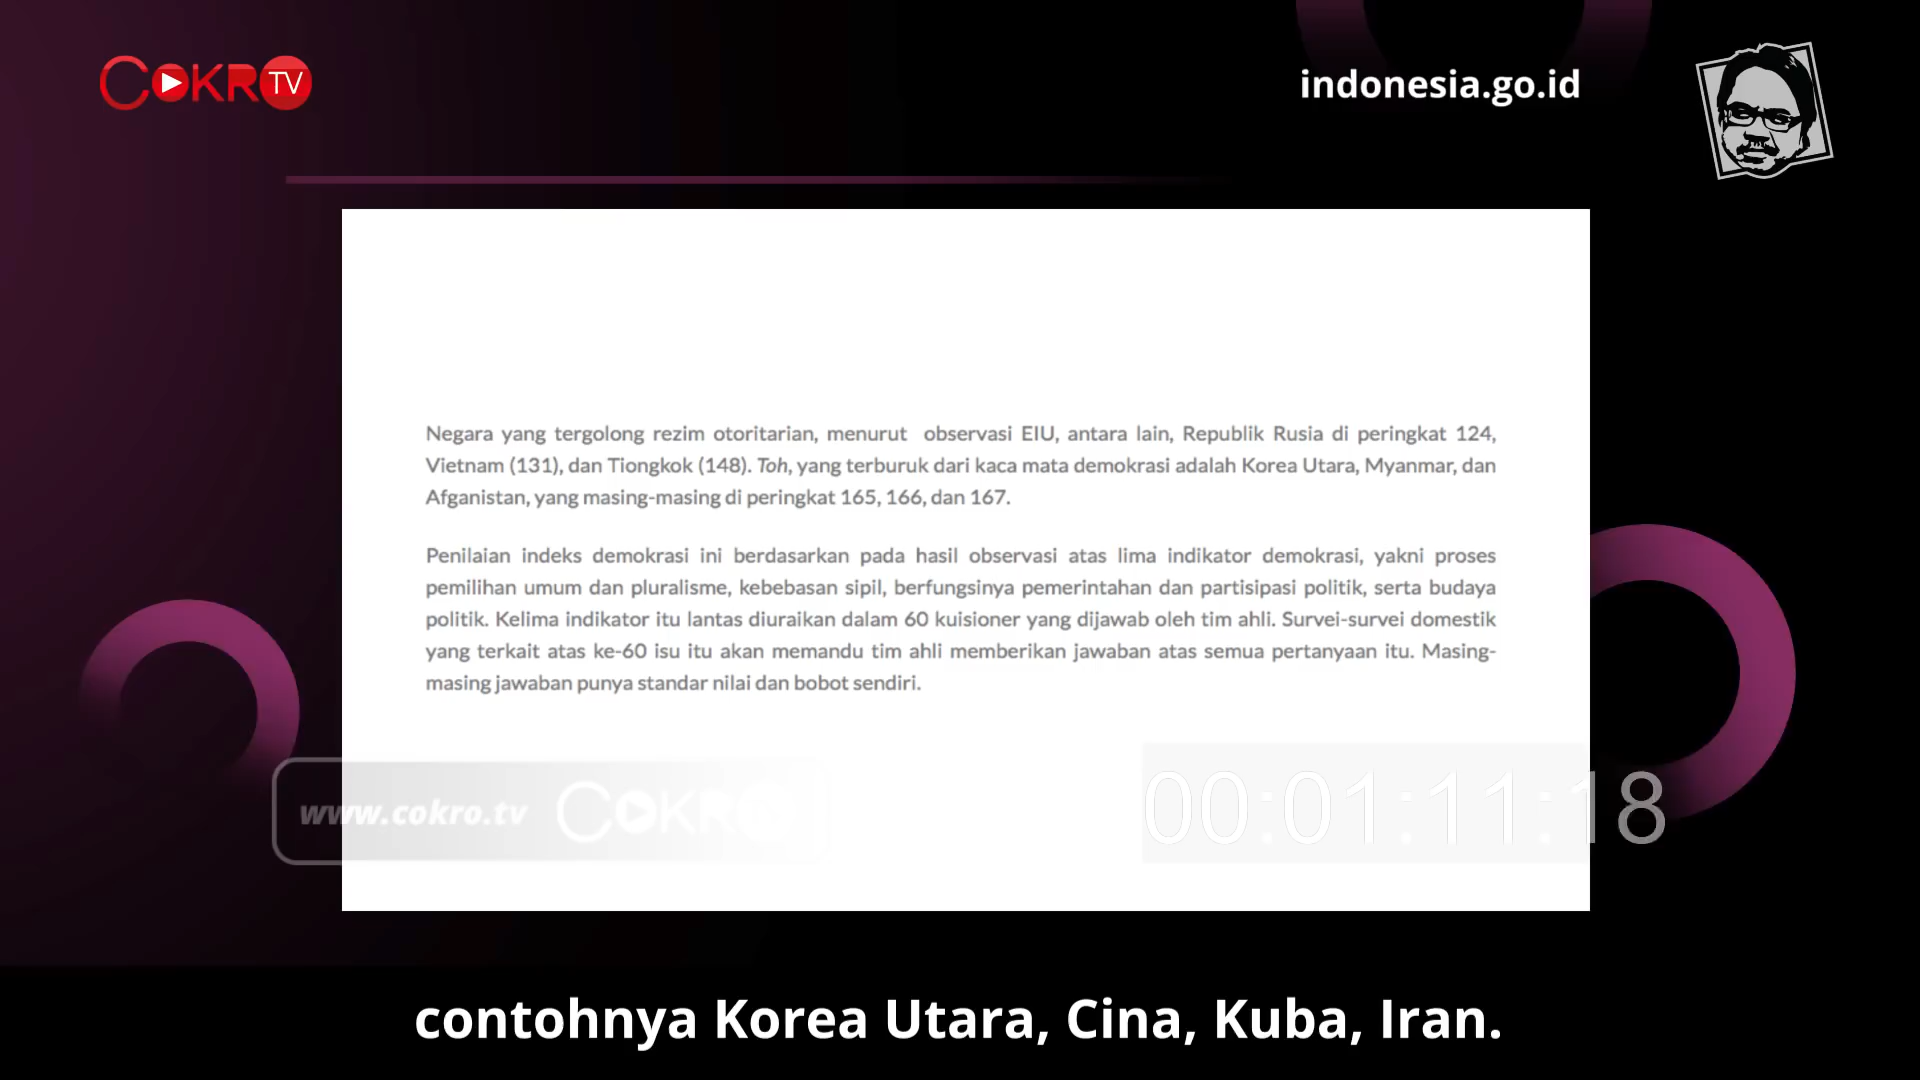 COKRO TV
indonesia.go.id
Negara yang tergolong rezim otoritarian, menurut observasi EIU, antara lain, Republik Rusia di peringkat 124,
Vietnam (131), dan Tiongkok (148). Toh, yang terburuk dari kaca mata demokrasi adalah Korea Utara, Myanmar, dan
Afganistan, yang masing-masing di peringkat 165, 166, dan 167.
Penilaian indeks demokrasi ini berdasarkan pada hasil observasi atas lima indikator demokrasi, yakni proses
pemilihan umum dan pluralisme, kebebasan sipil, berfungsinya pemerintahan dan partisipasi politik, serta budaya
politik. Kelima indikator itu lantas diuraikan dalam 60 kuisioner yang dijawab oleh tim ahli. Survei-survei domestik
yang terkait atas ke-60 isu itu akan memandu tim ahli memberikan jawaban atas semua pertanyaan itu. Masing-
masing jawaban punya standar nilai dan bobot sendiri.
www.cokro.tv COKRO
00:01:11:18
contohnya Korea Utara, Cina, Kuba, Iran.